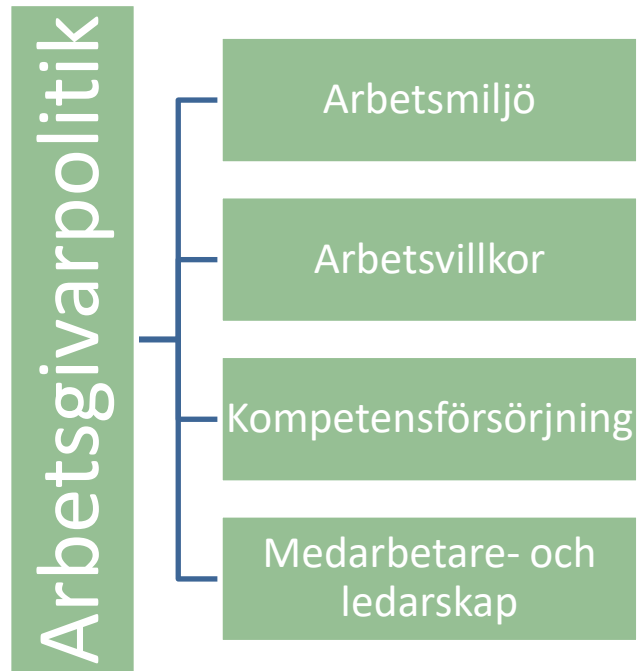 Arbetsgivarpolitik
Arbetsmiljö
Arbetsvillkor
Kompetensförsörjning
Medarbetare- och
ledarskap